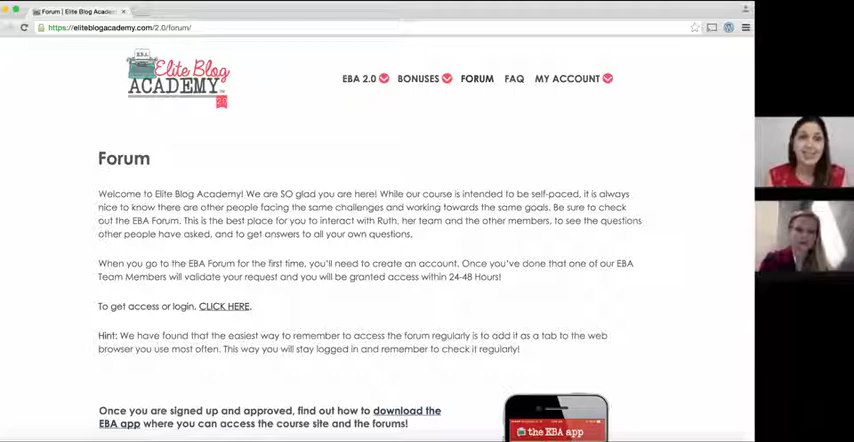 Forum | Elite Blog Academ
https://eliteblogacademy.com/2.0/forum/
EBA
Elite Blog
ACADEMY
2.0
EBA 2.0
BONUSES
FORUM
FAQ
MY ACCOUNT
Forum
Welcome to Elite Blog Academy! We are SO glad you are here! While our course is intended to be self-paced, it is always
nice to know there are other people facing the same challenges and working towards the same goals. Be sure to check
out the EBA Forum. This is the best place for you to interact with Ruth, her team and the other members, to see the questions
other people have asked, and to get answers to all your own questions.
When you go to the EBA Forum for the first time, you'll need to create an account. Once you've done that one of our EBA
Team Members will validate your request and you will be granted access within 24-48 Hours!
To get access or login, CLICK HERE.
Hint: We have found that the easiest way to remember to access the forum regularly is to add it as a tab to the web
browser you use most often. This way you will stay logged in and remember to check it regularly!
Once you are signed up and approved, find out how to download the
EBA app where you can access the course site and the forums!
the EBA app